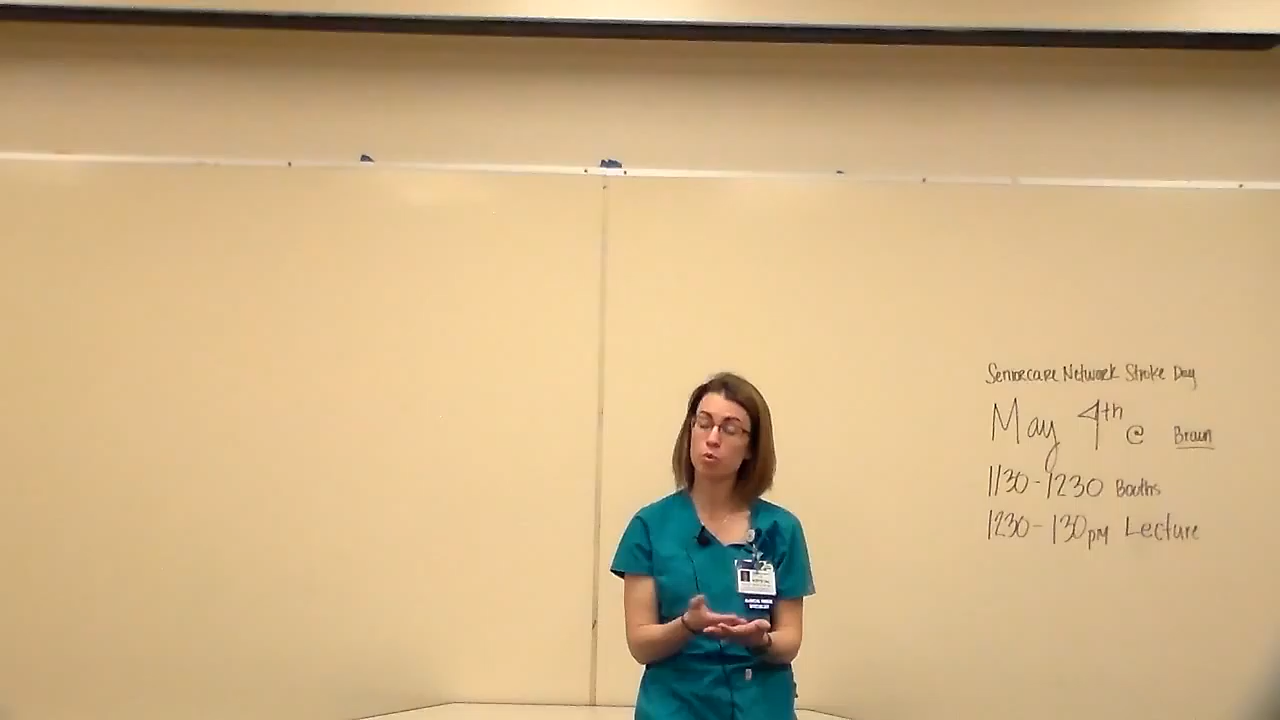 Seniorcare Network Stroke Day
May 4th @ Braun
1130-1230 Booths
1230-130pm Lecture